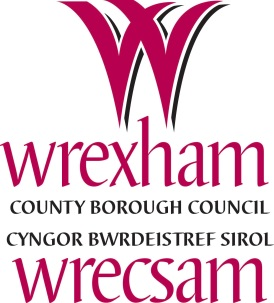 W
wrexham
COUNTY BOROUGH COUNCIL
CYNGOR BWRDEISTREF SIROL
wrecsam